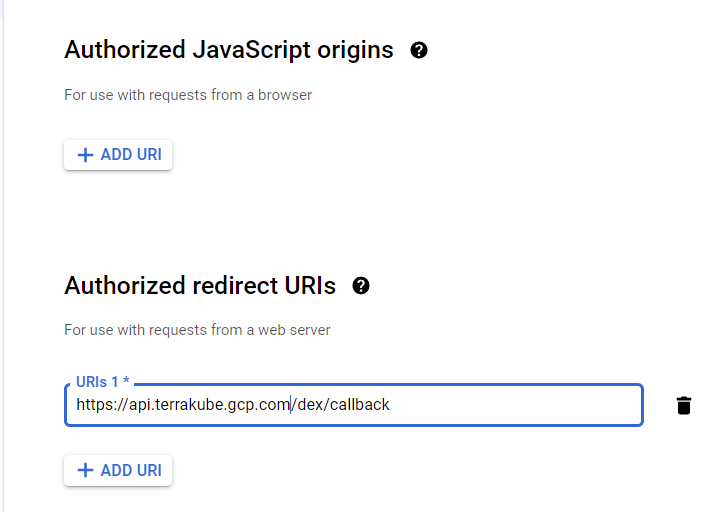 Authorized JavaScript origins
For use with requests from a browser
+ ADD URI
Authorized redirect URIs
For use with requests from a web server
URIs 1 *
https://api.terrakube.gcp.com/dex/callback
+ ADD URI